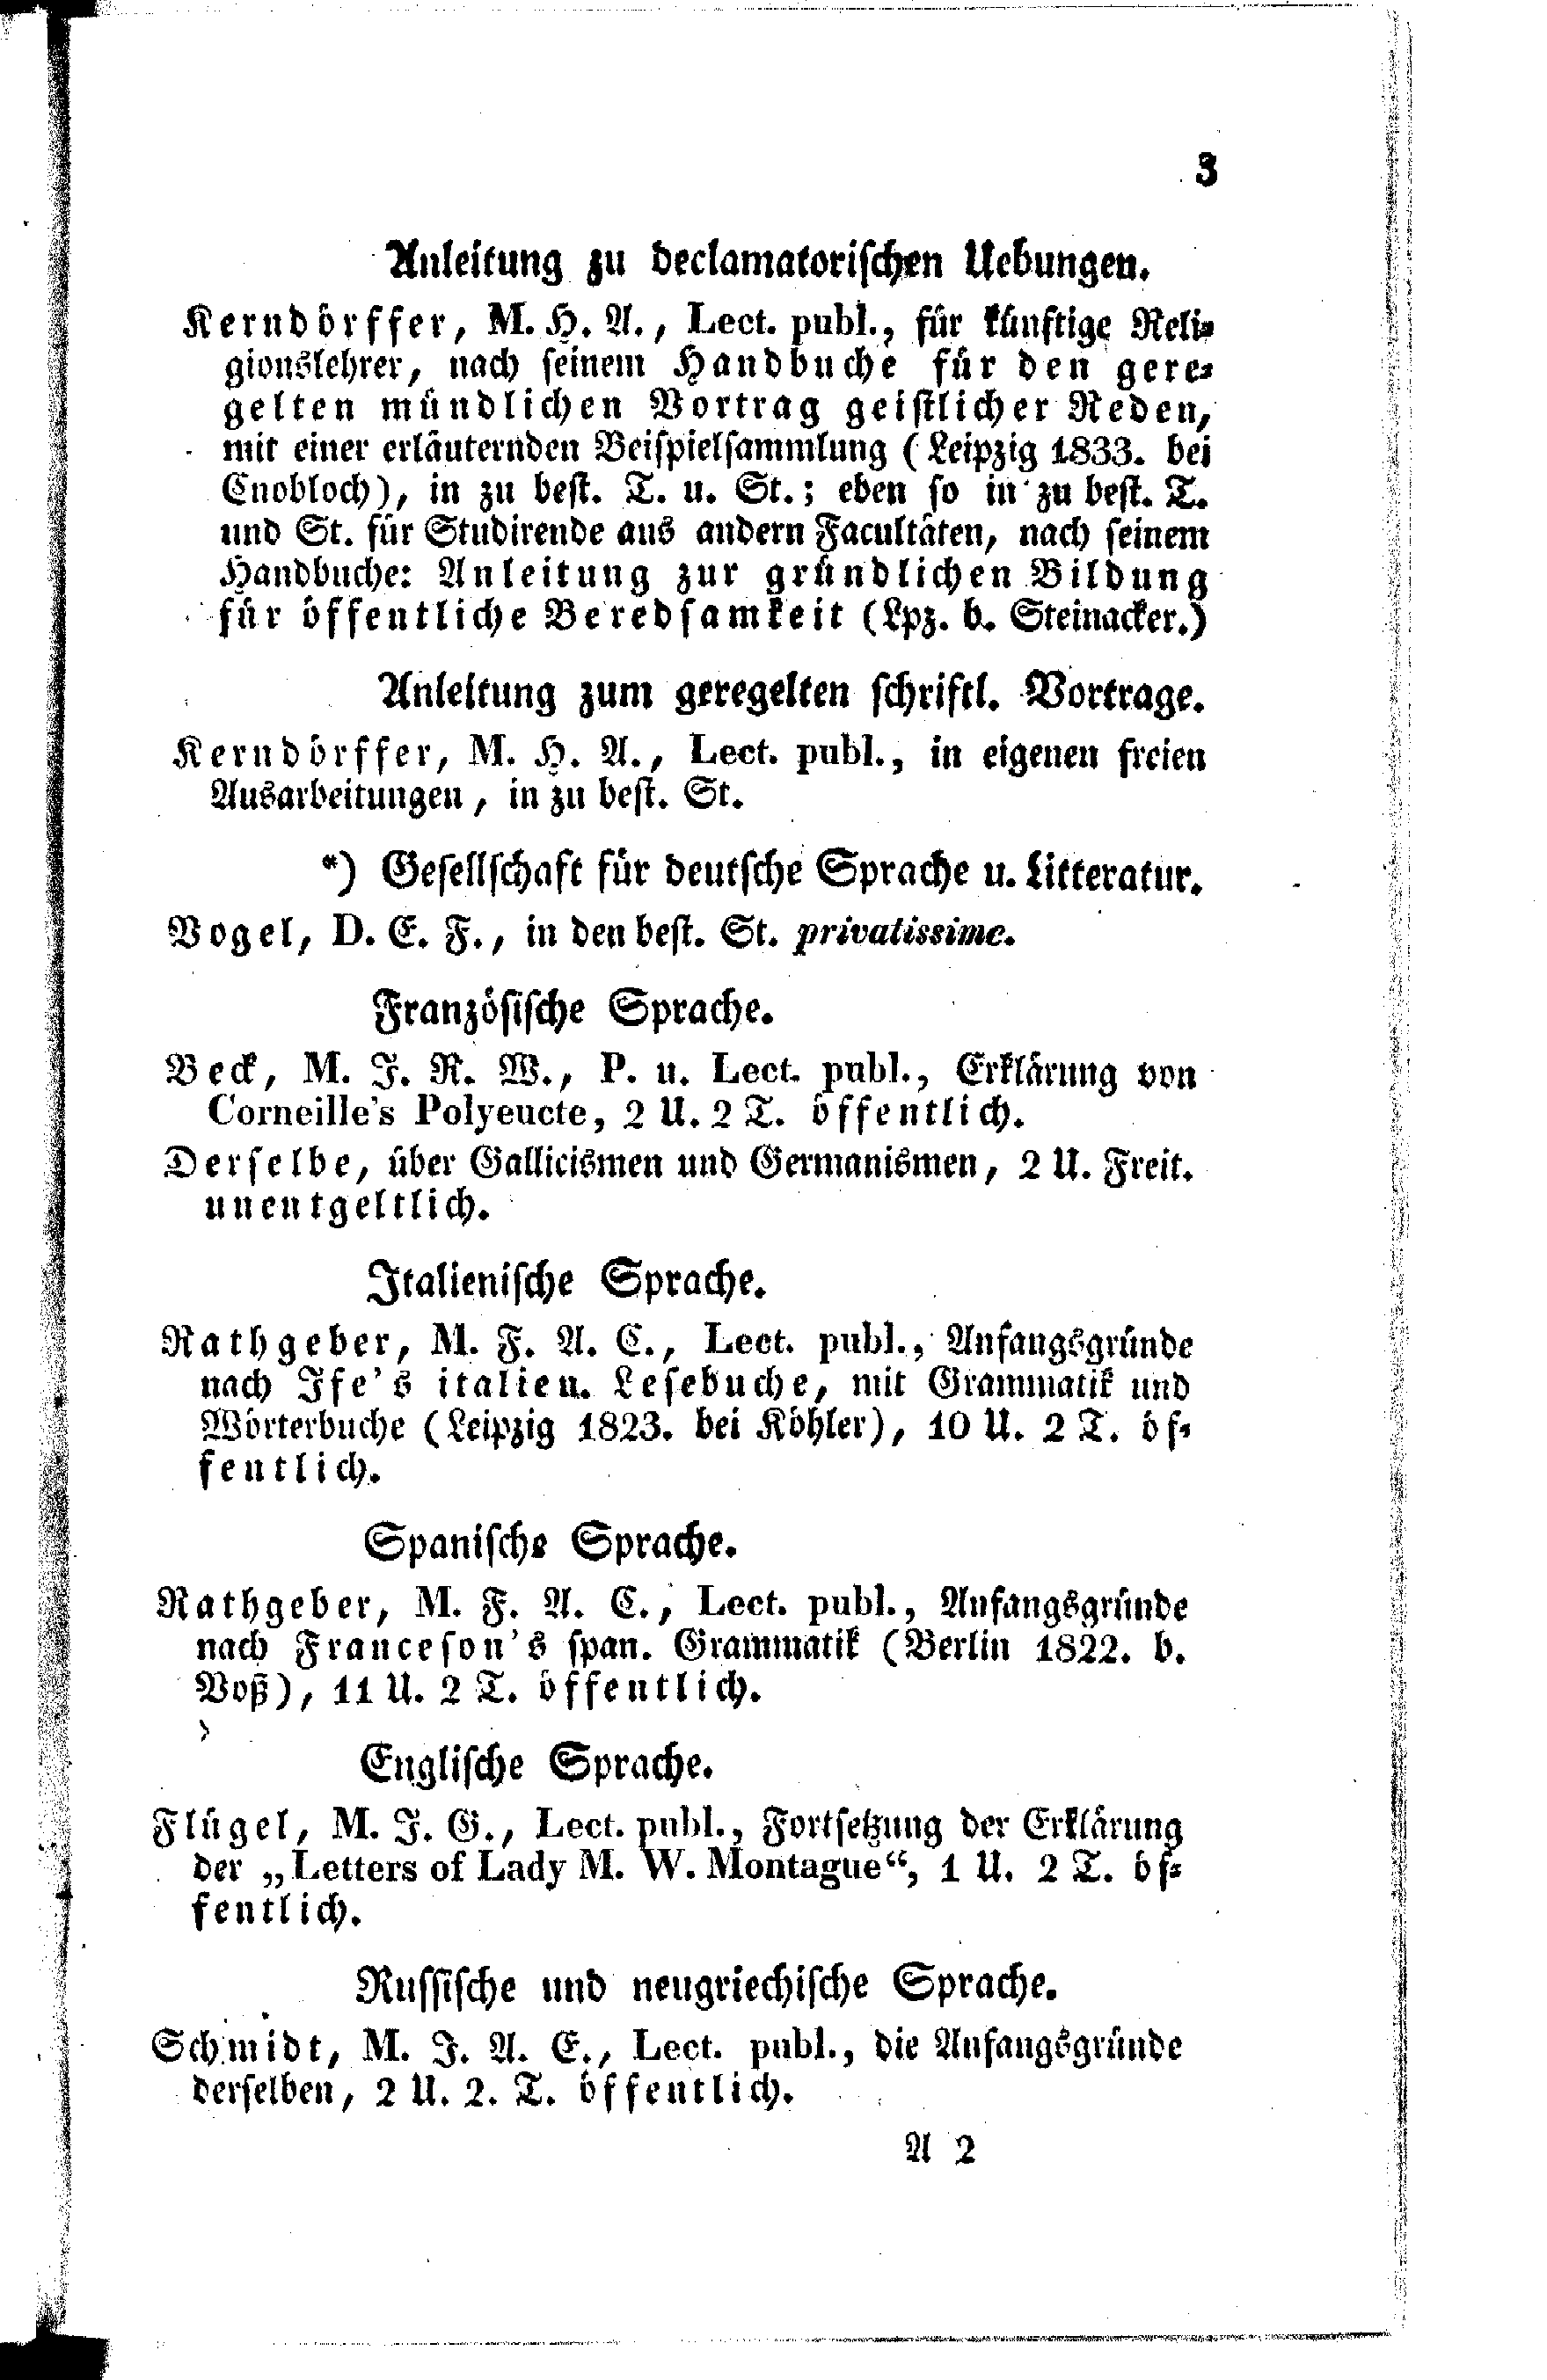 3
Anleitung zu declamatorischen Uebungen.
Kerndörffer, M. H. A., Lect. publ., für künftige Reli-
gionslehrer, nach seinem Handbuche für den gere-
gelten mündlichen Vortrag geistlicher Reden,
mit einer erläuternden Beispielsammlung (Leipzig 1833. bei
Cnobloch), in zu best. T. u. St.; eben so in zu best. T.
und St. für Studirende aus andern Facultäten, nach seinem
Handbuche: Anleitung zur gründlichen Bildung
für öffentliche Beredsamkeit (Lpz. b. Steinacker.)
Anleitung zum geregelten schriftl. Vortrage.
Kerndörffer, M. H. A., Lect. publ., in eigenen freien
Ausarbeitungen, in zu best. St.
*) Gesellschaft für deutsche Sprache u. Litteratur.
Vogel, D. E. F., in den best. St. privatissime.
Französische Sprache.
Beck, M. J. R. W., P. u. Lect. publ., Erklärung von
Corneille's Polyeucte, 2 U. 2 T. öffentlich.
Derselbe, über Gallicismen und Germanismen, 2 U. Freit.
unentgeltlich.
Italienische Sprache.
Rathgeber, M. F. A. C., Lect. publ., Anfangsgründe
nach Ife's italien. Lesebuche, mit Grammatik und
Wörterbuche (Leipzig 1823. bei Köhler), 10 U. 2 T. öf-
fentlich.
Spanische Sprache.
Rathgeber, M. F. A. C., Lect. publ., Anfangsgründe
nach Franceson's span. Grammatik (Berlin 1822. b.
Voß), 11 U. 2 T. öffentlich.
Englische Sprache.
Flügel, M. J. G., Lect. publ., Fortsetzung der Erklärung
der „Letters of Lady M. W. Montague“, 1 U. 2 T. öf-
fentlich.
Russische und neugriechische Sprache.
Schmidt, M. J. A. E., Lect. publ., die Anfangsgründe
derselben, 2 U. 2. T. öffentlich.
A 2